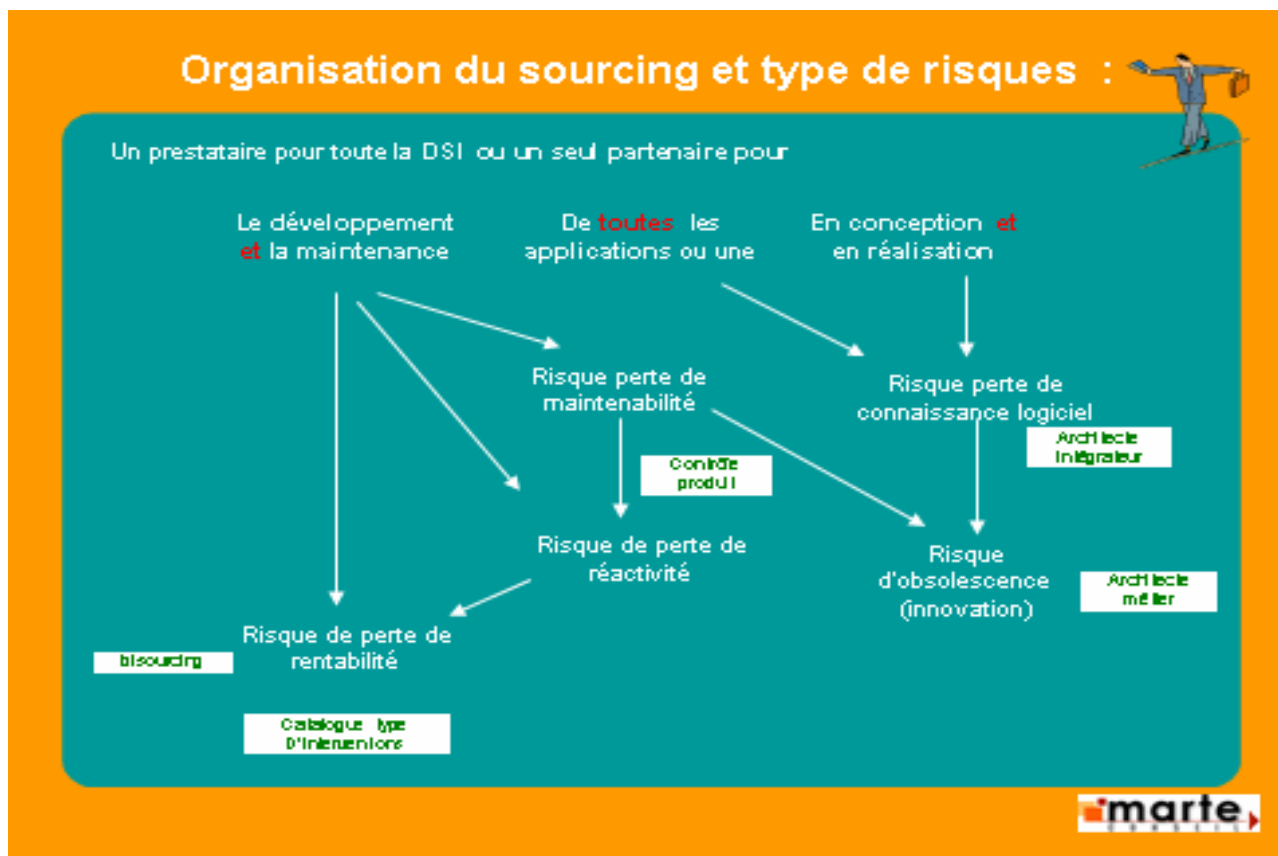 Organisation du sourcing et type de risques :
Un prestataire pour toute la DSI ou un seul partenaire pour
Le développement
et la maintenance
De toutes les
applications ou une
En conception et
en réalisation
Risque perte de
maintenabilité
Risque perte de
connaissance logiciel
Architecte
Intégrateur
Contrôle
produit
Risque de perte de
réactivité
Risque
d'obsolescence
(innovation)
Architecte
métier
Risque de perte de
rentabilité
bisourcing
Catalogue type
D'interventions
marte
CONSEIL